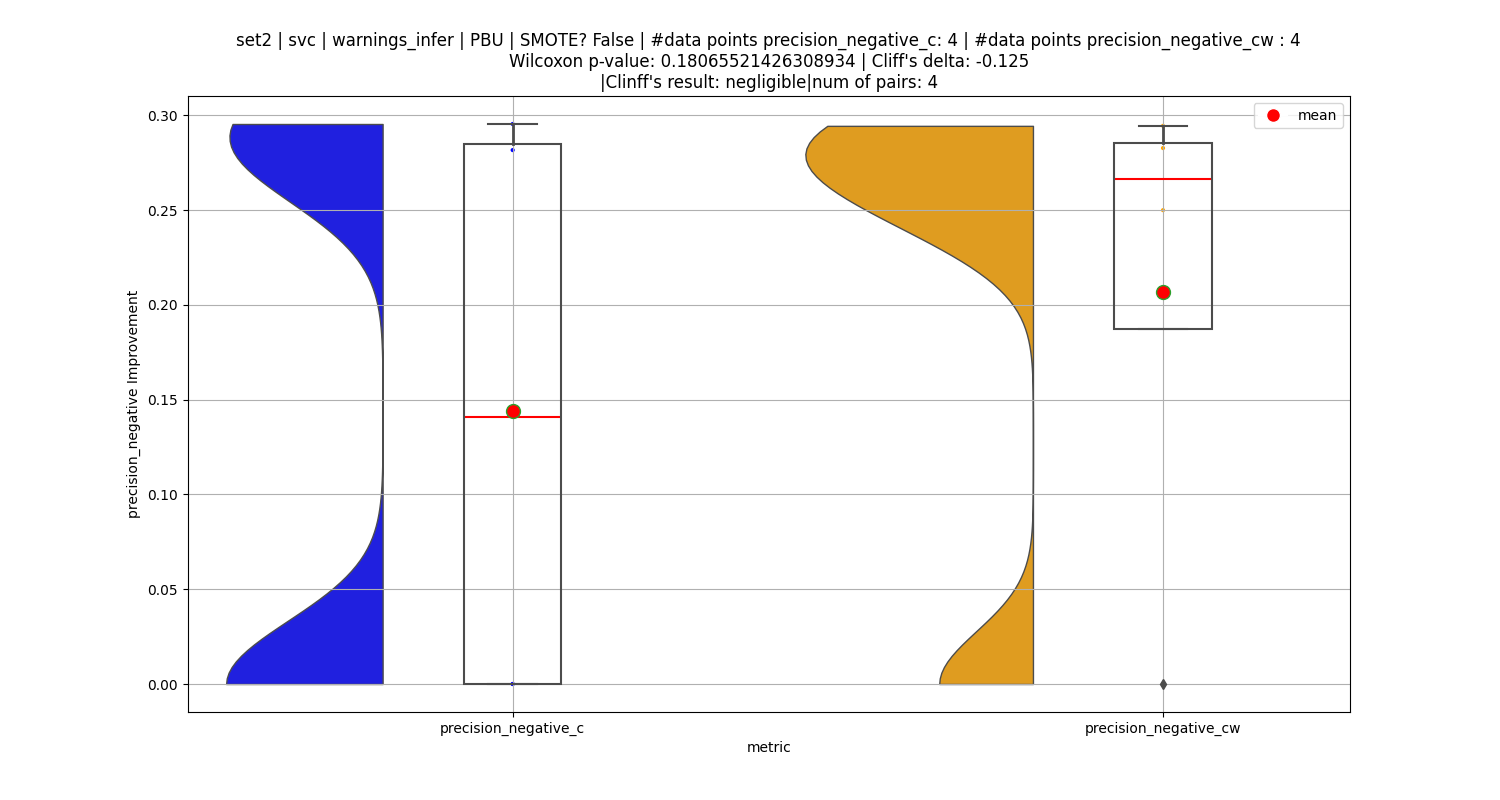 set2 | svc | warnings_infer | PBU | SMOTE? False | #data points precision_negative_c: 4 | #data points precision_negative_cw : 4
Wilcoxon p-value: 0.18065521426308934 | Cliff's delta: -0.125
|Clinff's result: negligible|num of pairs: 4
mean
0.30
0.25
0.20
0.15
0.10
0.05
0.00
precision_negative Improvement
precision_negative_c
precision_negative_cw
metric